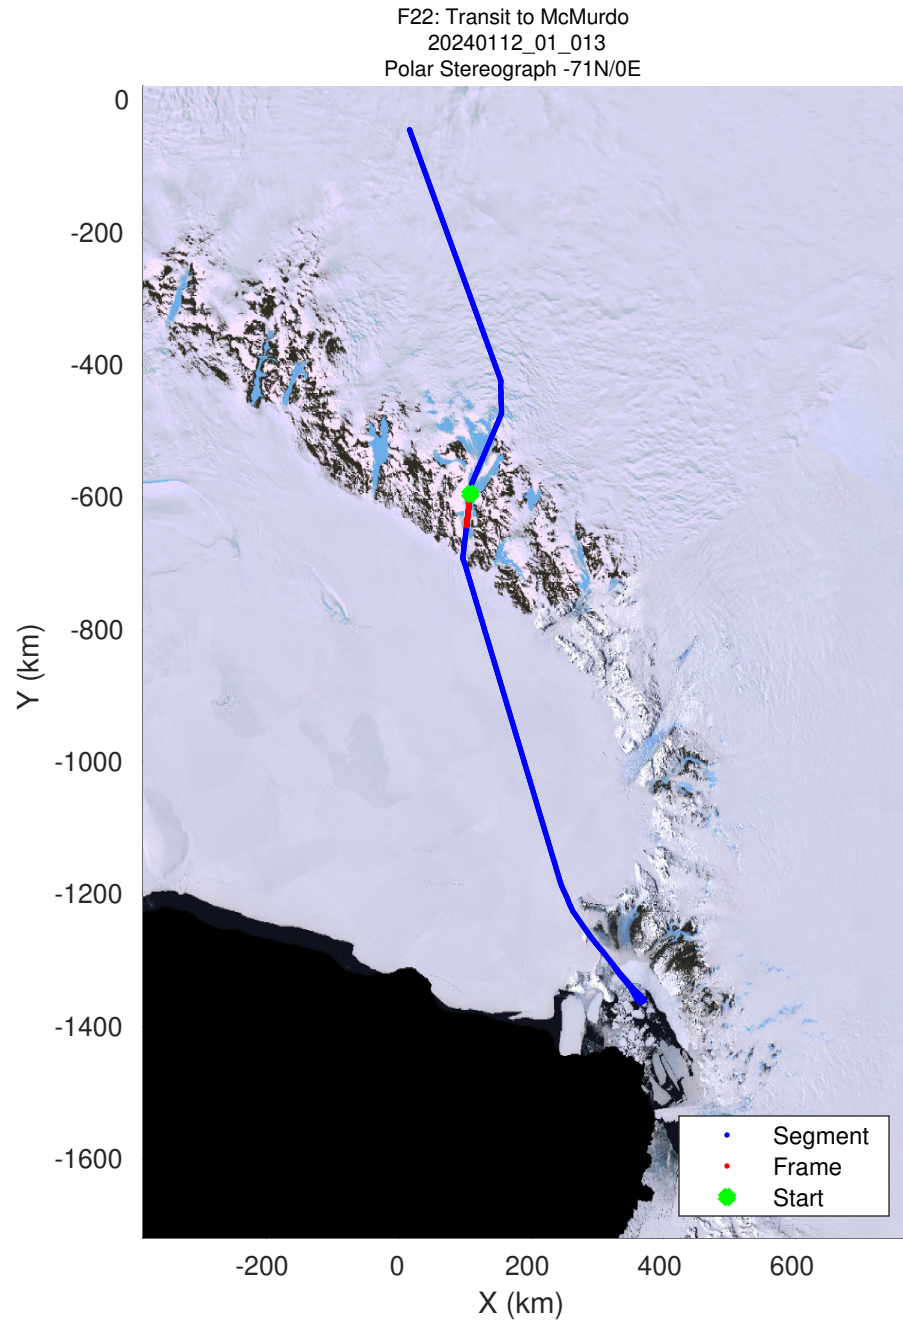 F22: Transit to McMurdo
20240112_01_013
Polar Stereograph -71N/0E
0
-200
-400
-600
-800
-1000
-1200
-1400
-1600
Y (km)
-200
0
200
400
600
X (km)
Segment
Frame
Start